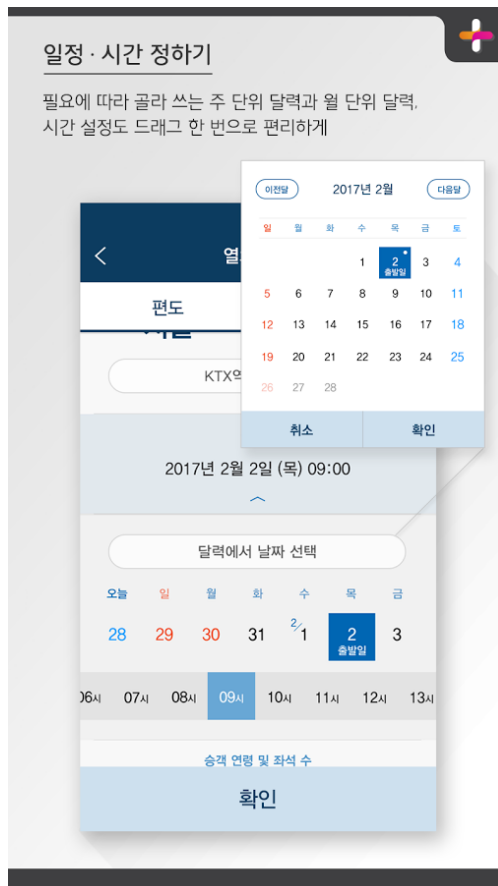 일정 · 시간 정하기
필요에 따라 골라 쓰는 주 단위 달력과 월 단위 달력.
시간 설정도 드래그 한 번으로 편리하게
이전달 2017년 2월 다음달
일 월 화 수 목 금 토
1 2 3 4
출발일
5 6 7 8 9 10 11
12 13 14 15 16 17 18
19 20 21 22 23 24 25
26 27 28
취소 확인
편도
KTX
2017년 2월 2일 (목) 09:00
달력에서 날짜 선택
오늘 일 월 화 수 목 금
28 29 30 31 2/1 2 3
출발일
06시 07시 08시 09시 10시 11시 12시 13시
승객 연령 및 좌석 수
확인